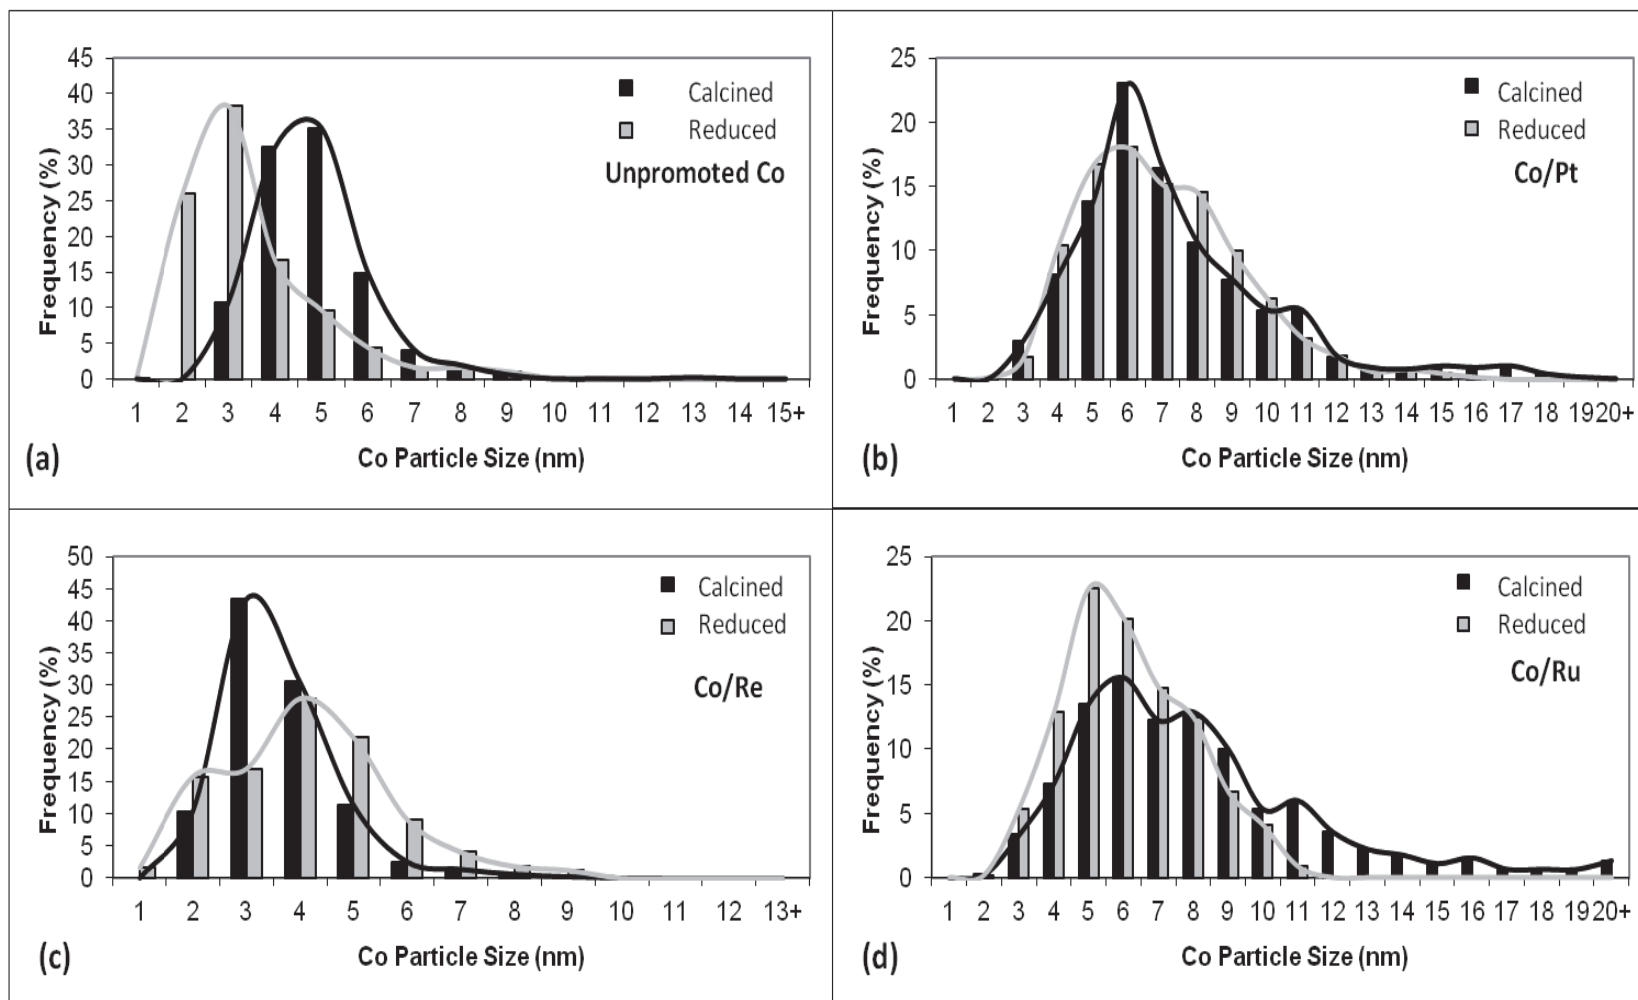 45
40
35
30
25
20
15
10
5
0
Frequency (%)
Calcined
Reduced
Unpromoted Co
1 2 3 4 5 6 7 8 9 10 11 12 13 14 15+
Co Particle Size (nm)
(a)
25
20
15
10
5
0
Frequency (%)
Calcined
Reduced
Co/Pt
1 2 3 4 5 6 7 8 9 10 11 12 13 14 15 16 17 18 19 20+
Co Particle Size (nm)
(b)
50
45
40
35
30
25
20
15
10
5
0
Frequency (%)
Calcined
Reduced
Co/Re
1 2 3 4 5 6 7 8 9 10 11 12 13+
Co Particle Size (nm)
(c)
25
20
15
10
5
0
Frequency (%)
Calcined
Reduced
Co/Ru
1 2 3 4 5 6 7 8 9 10 11 12 13 14 15 16 17 18 19 20+
Co Particle Size (nm)
(d)